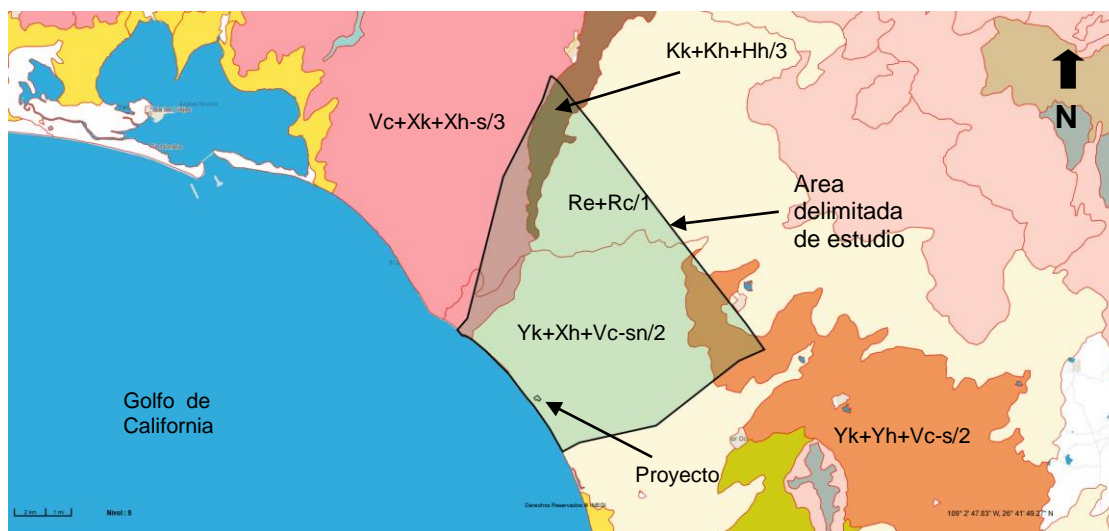 Kk+Kh+Hh/3
N
Vc+Xk+Xh-s/3
Re+Rc/1
Area
delimitada
de estudio
Yk+Xh+Vc-sn/2
Golfo de
California
Yk+Yh+Vc-s/2
Proyecto
2 km
1 mi
Nivel : 8
Derechos Reservados © INEGI
109° 2' 47.83" W, 26° 41' 49.27" N